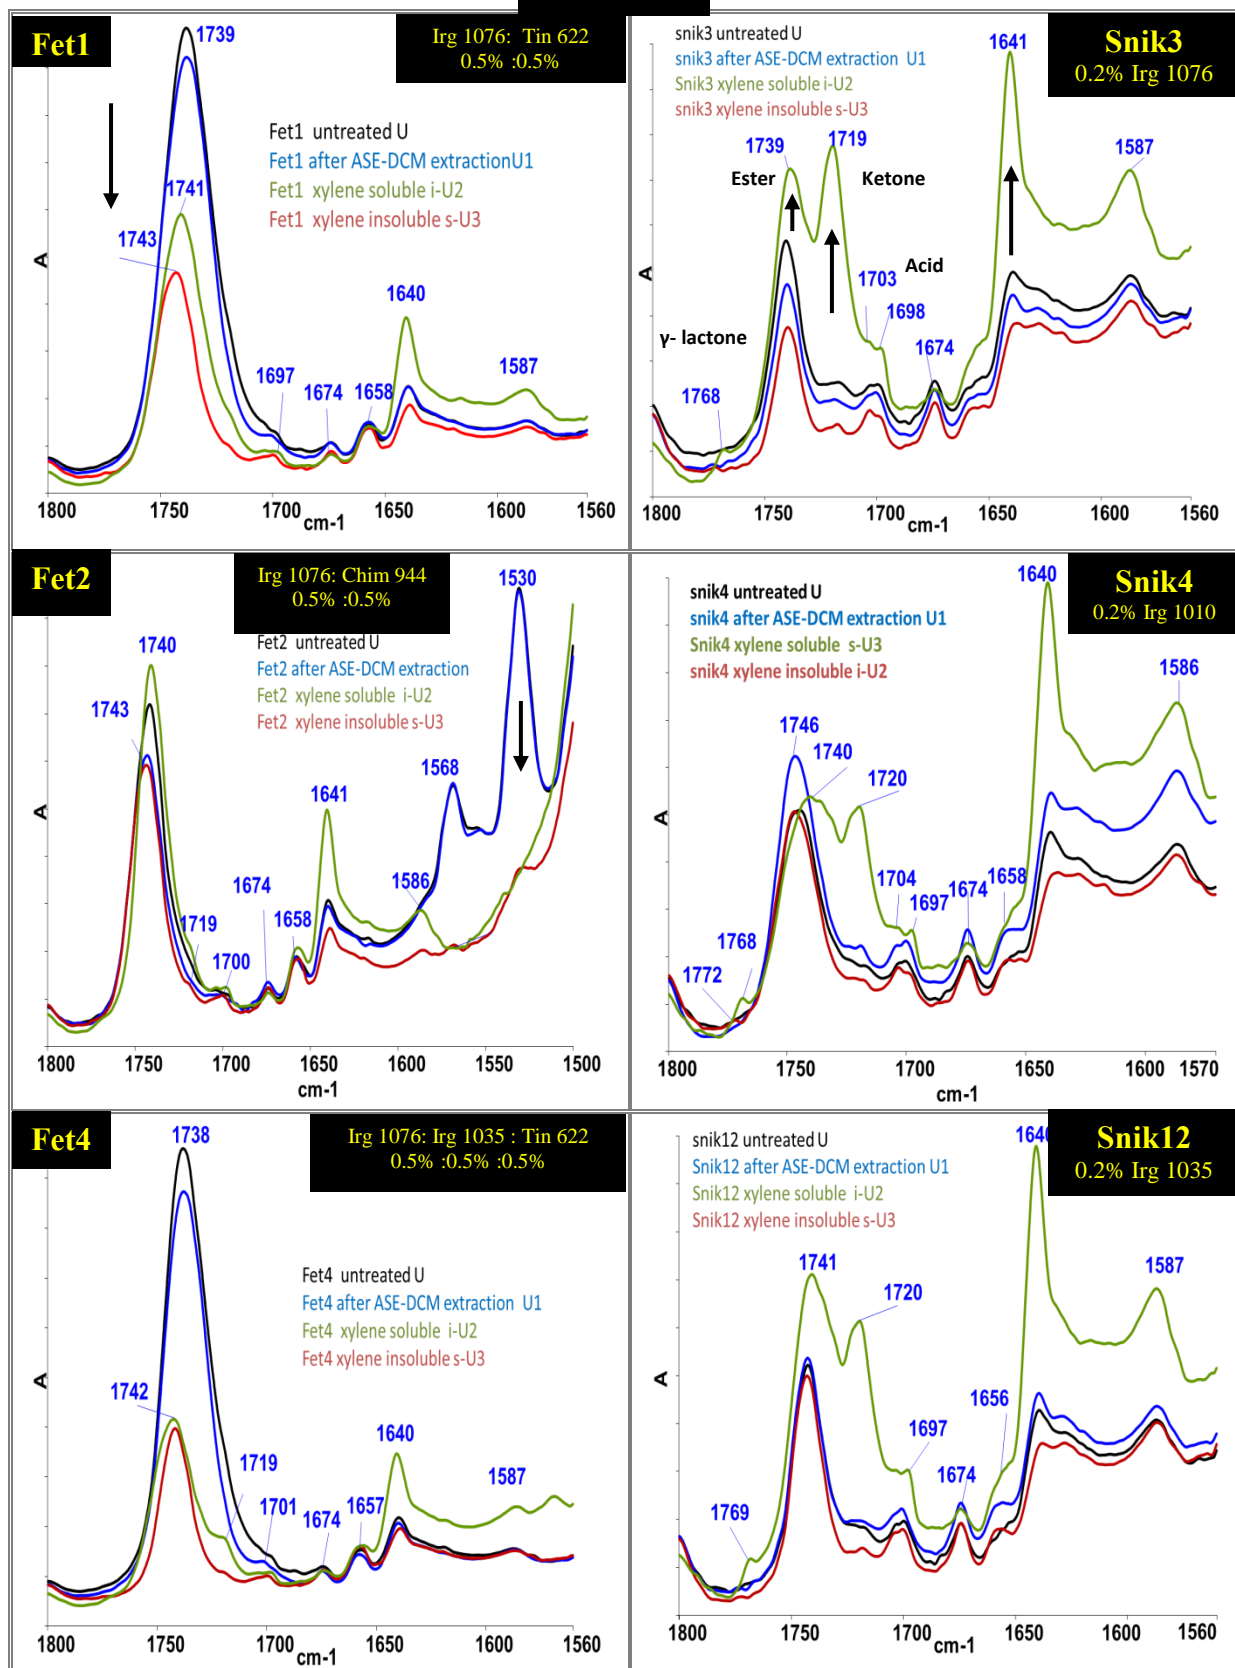 Fet1
Irg 1076: Tin 622
0.5% :0.5%
1739
Fet1 untreated U
Fet1 after ASE-DCM extractionU1
Fet1 xylene soluble i-U2
Fet1 xylene insoluble s-U3
1741
1743
1640
1697
1674
1658
1587
A
1800
1750
1700
1650
1600
1560
cm-1
snik3 untreated U
snik3 after ASE-DCM extraction U1
Snik3 xylene soluble i-U2
snik3 xylene insoluble s-U3
1641
Snik3
0.2% Irg 1076
1739
1719
1587
Ester
Ketone
Acid
1703
1698
γ- lactone
1674
1768
A
1800
1750
1700
1650
1600
1560
cm-1
Fet2
Irg 1076: Chim 944
0.5% :0.5%
1530
Fet2 untreated U
Fet2 after ASE-DCM extraction
Fet2 xylene soluble i-U2
Fet2 xylene insoluble s-U3
1740
1743
1568
1641
1674
1586
1719
1658
1700
A
1800
1750
1700
1650
1600
1550
1500
cm-1
snik4 untreated U
snik4 after ASE-DCM extraction U1
Snik4 xylene soluble s-U3
snik4 xylene insoluble i-U2
1640
Snik4
0.2% Irg 1010
1586
1746
1740
1720
1704
1697
1674
1658
1768
1772
A
1800
1750
1700
1650
1600
1570
cm-1
Fet4
1738
Irg 1076: Irg 1035 : Tin 622
0.5% :0.5% :0.5%
Fet4 untreated U
Fet4 after ASE-DCM extraction U1
Fet4 xylene soluble i-U2
Fet4 xylene insoluble s-U3
1742
1640
1719
1587
1701
1674
1657
A
1800
1750
1700
1650
1600
1560
cm-1
snik12 untreated U
Snik12 after ASE-DCM extraction U1
Snik12 xylene soluble i-U2
Snik12 xylene insoluble s-U3
1640
Snik12
0.2% Irg 1035
1741
1720
1587
1656
1697
1674
1769
A
1800
1750
1700
1650
1600
1560
cm-1